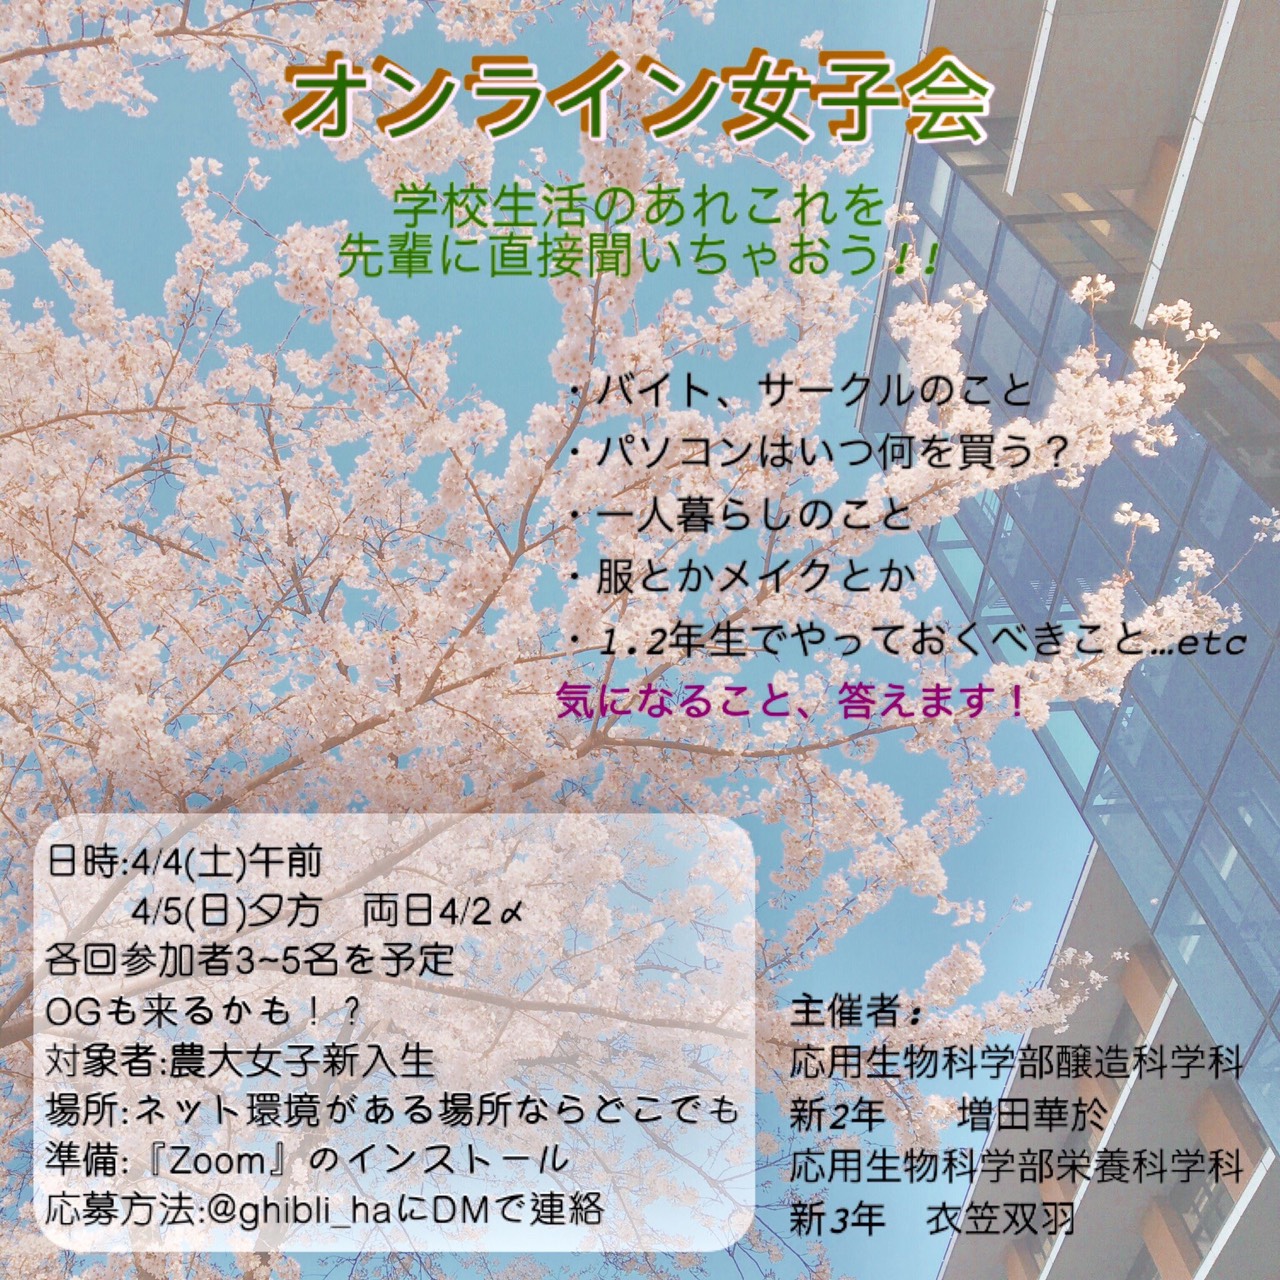 オンライン女子会
学校生活のあれこれを
先輩に直接聞いちゃおう!!
・バイト、サークルのこと
・パソコンはいつ何を買う？
・一人暮らしのこと
・服とかメイクとか
・1.2年生でやっておくべきこと…etc
気になること、答えます！
日時:4/4(土)午前
4/5(日)夕方　両日4/2〆
各回参加者3~5名を予定
OGも来るかも！？
対象者:農大女子新入生
場所:ネット環境がある場所ならどこでも
準備:『Zoom』のインストール
応募方法:@ghibli_haにDMで連絡
主催者:
応用生物科学部醸造科学科
新2年　　増田華於
応用生物科学部栄養科学科
新3年　衣笠双羽